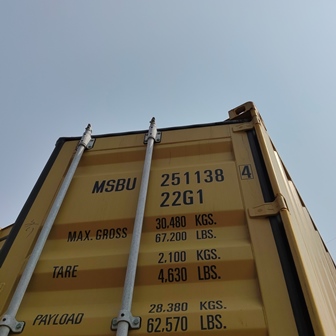 MSBU 251138 4
22G1
MAX. GROSS 30.480 KGS.
67.200 LBS.
TARE 2.100 KGS.
4,630 LBS.
PAYLOAD 28.380 KGS.
62,570 LBS.